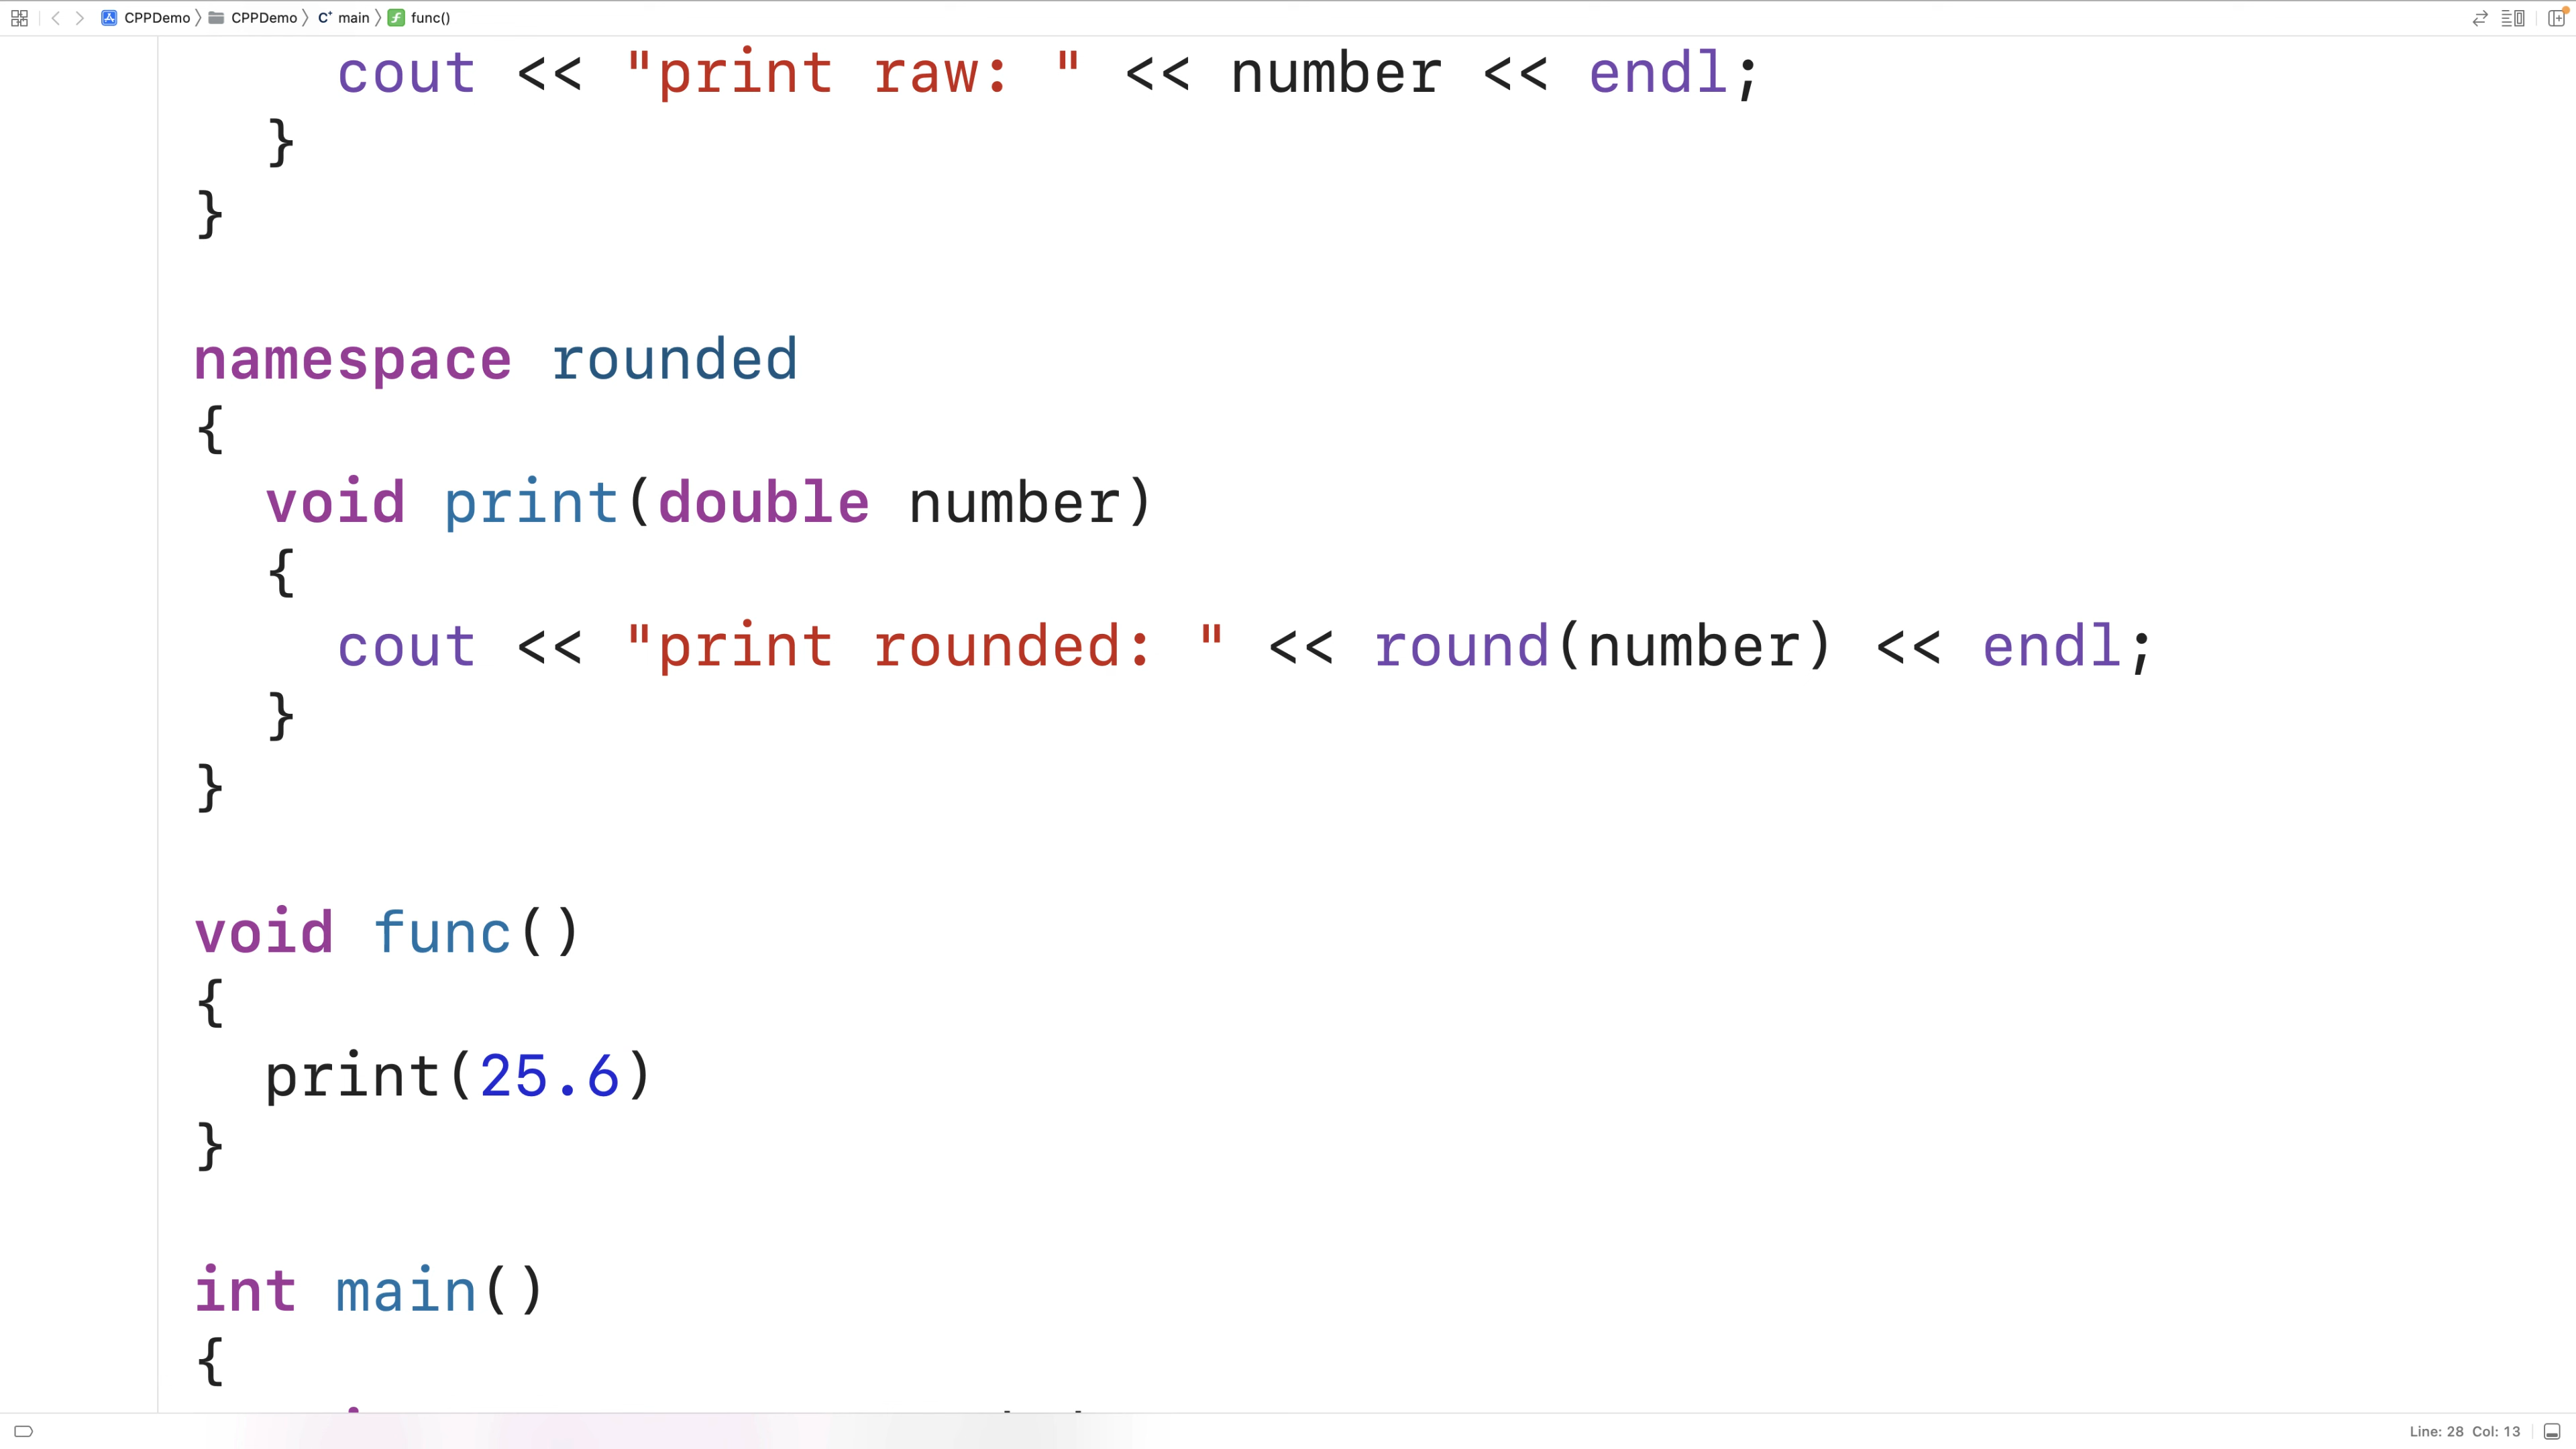 CPPDemo CPPDemo C+ main func()
cout << "print raw: " << number << endl;
}
}
namespace rounded
{
void print(double number)
{
cout << "print rounded: " << round(number) << endl;
}
}
void func()
{
print(25.6)
}
int main()
{
Line: 28 Col: 13